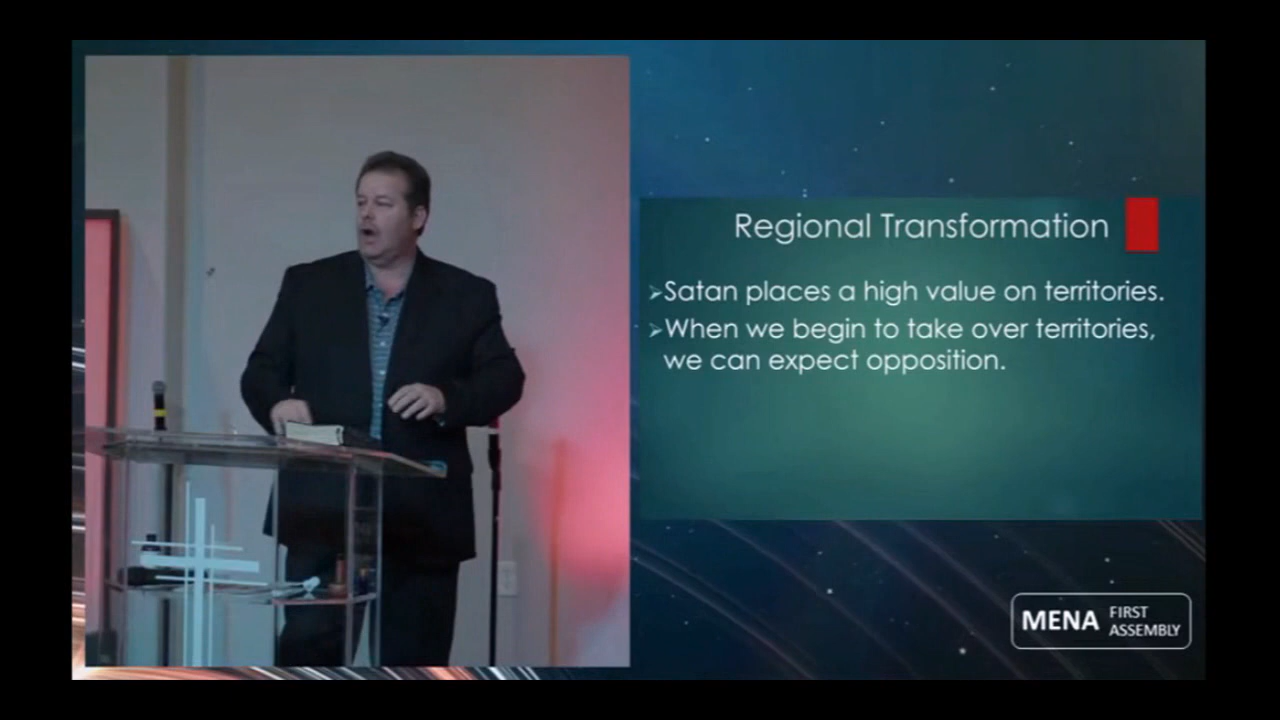 Regional Transformation
➢Satan places a high value on territories.
➢When we begin to take over territories,
we can expect opposition.
MENA FIRST
ASSEMBLY